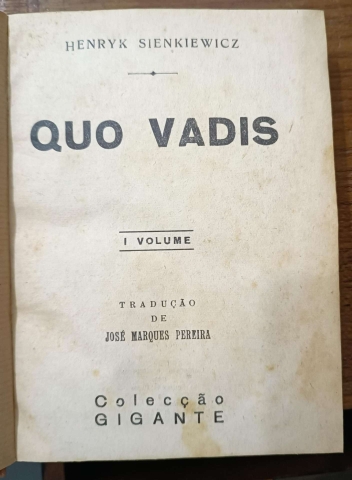 HENRYK SIENKIEWICZ
QUO VADIS
I VOLUME
TRADUÇÃO
DE
JOSÉ MARQUES PEREIRA
Colecção
GIGANTE